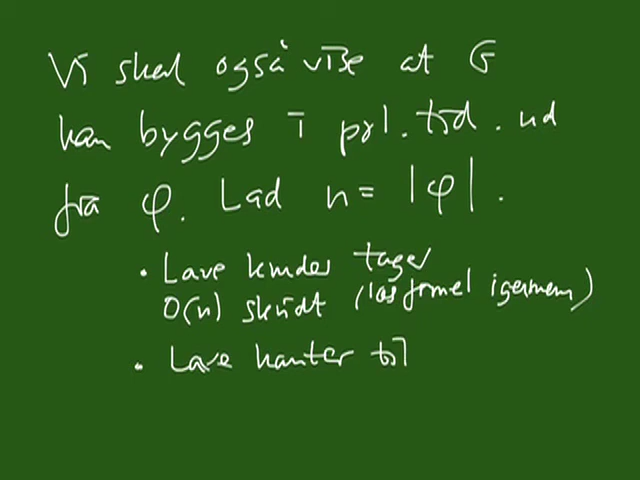 Vi skal også vise at G
kan bygges i pol. tid. ud
fra φ. Lad n = |φ|.
• Lave knuder tager
O(n) skridt (løs formel igennem)
• Lave kanter til